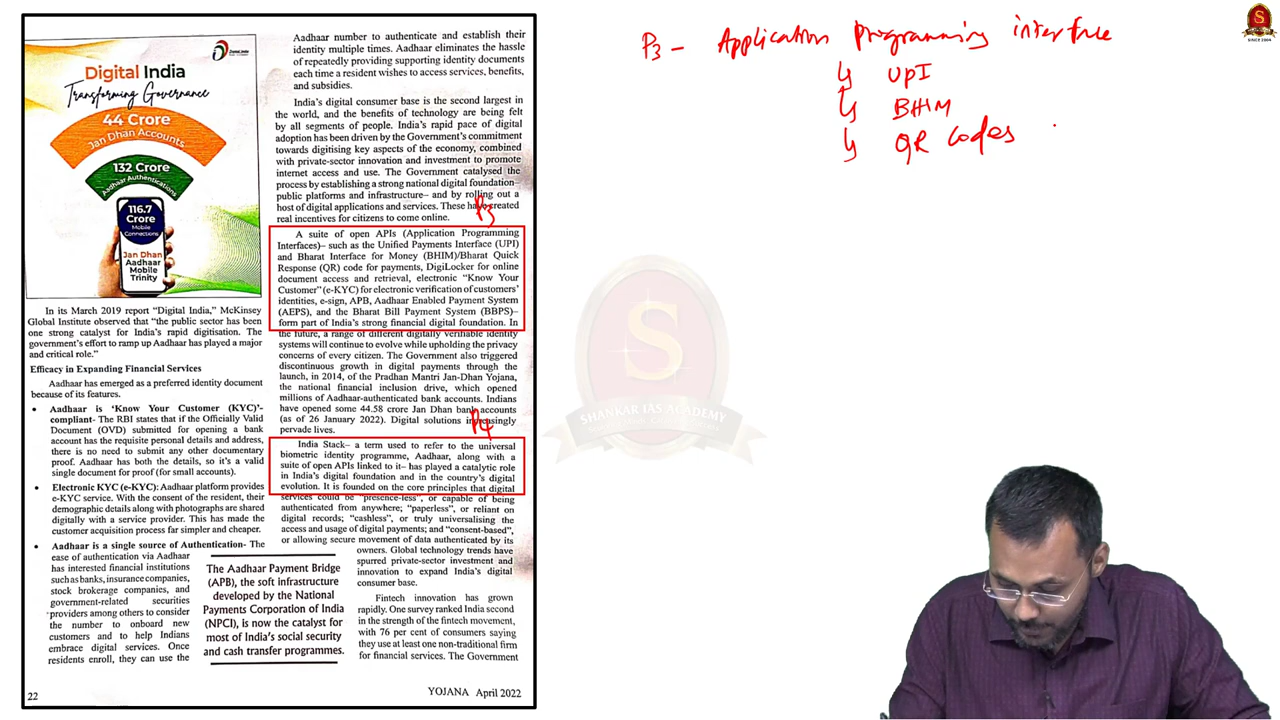 Digital India
Transforming Governance
44 Crore
Jan Dhan Accounts
132 Crore
Aadhaar Authentications
116.7
Crore
Mobile
Connections
Jan Dhan
Aadhaar
Mobile
Trinity
In its March 2019 report "Digital India," McKinsey
Global Institute observed that "the public sector has been
one strong catalyst for India's rapid digitisation. The
government's effort to ramp up Aadhaar has played a major
and critical role."
Efficacy in Expanding Financial Services
Aadhaar has emerged as a preferred identity document
because of its features.
• Aadhaar is 'Know Your Customer (KYC)'-
compliant- The RBI states that if the Officially Valid
Document (OVD) submitted for opening a bank
account has the requisite personal details and address,
there is no need to submit any other documentary
proof. Aadhaar has both the details, so it's a valid
single document for proof (for small accounts).
• Electronic KYC (e-KYC): Aadhaar platform provides
e-KYC service. With the consent of the resident, their
demographic details along with photographs are shared
digitally with a service provider. This has made the
customer acquisition process far simpler and cheaper.
• Aadhaar is a single source of Authentication- The
ease of authentication via Aadhaar
has interested financial institutions
such as banks, insurance companies,
stock brokerage companies, and
government-related securities
providers among others to consider
the number to onboard new
customers and to help Indians
embrace digital services. Once
residents enroll, they can use the
The Aadhaar Payment Bridge
(APB), the soft infrastructure
developed by the National
Payments Corporation of India
(NPCI), is now the catalyst for
most of India's social security
and cash transfer programmes.
Aadhaar number to authenticate and establish their
identity multiple times. Aadhaar eliminates the hassle
of repeatedly providing supporting identity documents
each time a resident wishes to access services, benefits,
and subsidies.
India's digital consumer base is the second largest in
the world, and the benefits of technology are being felt
by all segments of people. India's rapid pace of digital
adoption has been driven by the Government's commitment
towards digitising key aspects of the economy, combined
with private-sector innovation and investment to promote
internet access and use. The Government catalysed the
process by establishing a strong national digital foundation–
public platforms and infrastructure– and by rolling out a
host of digital applications and services. These have created
real incentives for citizens to come online.
P3
A suite of open APIs (Application Programming
Interfaces)– such as the Unified Payments Interface (UPI)
and Bharat Interface for Money (BHIM)/Bharat Quick
Response (QR) code for payments, DigiLocker for online
document access and retrieval, electronic "Know Your
Customer" (e-KYC) for electronic verification of customers'
identities, e-sign, APB, Aadhaar Enabled Payment System
(AEPS), and the Bharat Bill Payment System (BBPS)–
form part of India's strong financial digital foundation. In
the future, a range of different digitally verifiable identity
systems will continue to evolve while upholding the privacy
concerns of every citizen. The Government also triggered
discontinuous growth in digital payments through the
launch, in 2014, of the Pradhan Mantri Jan-Dhan Yojana,
the national financial inclusion drive, which opened
millions of Aadhaar-authenticated bank accounts. Indians
have opened some 44.58 crore Jan Dhan bank accounts
(as of 26 January 2022). Digital solutions increasingly
pervade lives.
P4
India Stack– a term used to refer to the universal
biometric identity programme, Aadhaar, along with a
suite of open APIs linked to it– has played a catalytic role
in India's digital foundation and in the country's digital
evolution. It is founded on the core principles that digital
services could be "presence-less", or capable of being
authenticated from anywhere; "paperless", or reliant on
digital records; "cashless", or truly universalising the
access and usage of digital payments; and "consent-based",
or allowing secure movement of data authenticated by its
owners. Global technology trends have
spurred private-sector investment and
innovation to expand India's digital
consumer base.
Fintech innovation has grown
rapidly. One survey ranked India second
in the strength of the fintech movement,
with 76 per cent of consumers saying
they use at least one non-traditional firm
for financial services. The Government
22
YOJANA April 2022
P3 - Application programming interface
↳ UPI
↳ BHIM
↳ QR codes
S
SINCE 2004
S
SHANKAR IAS ACADEMY